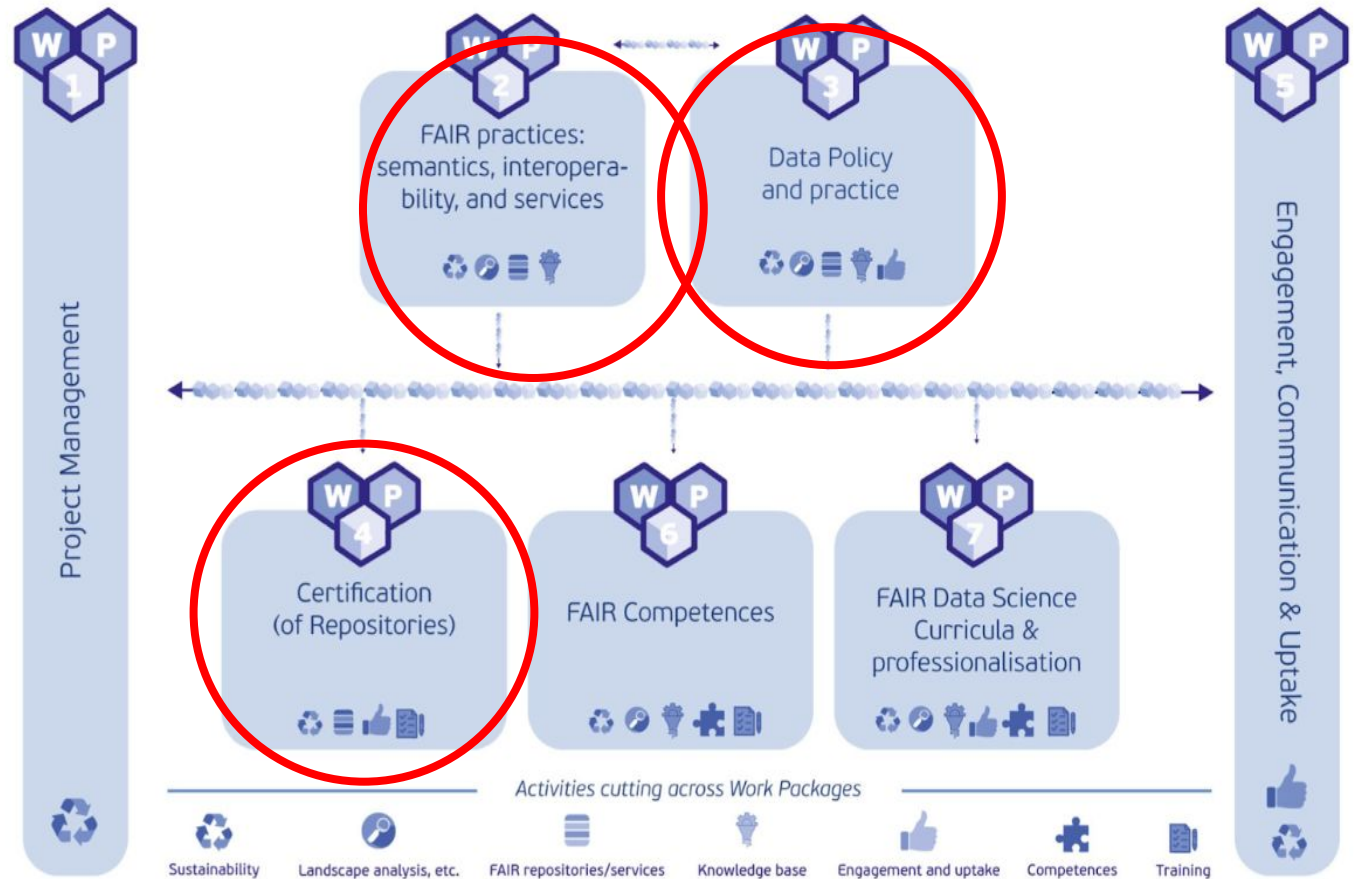 W P
1
Project Management
W P
2
FAIR practices:
semantics, interopera-
bility, and services
W P
3
Data Policy
and practice
W P
5
Engagement, Communication & Uptake
W P
4
Certification
(of Repositories)
W P
6
FAIR Competences
W P
7
FAIR Data Science
Curricula &
professionalisation
Activities cutting across Work Packages
Sustainability
Landscape analysis, etc.
FAIR repositories/services
Knowledge base
Engagement and uptake
Competences
Training